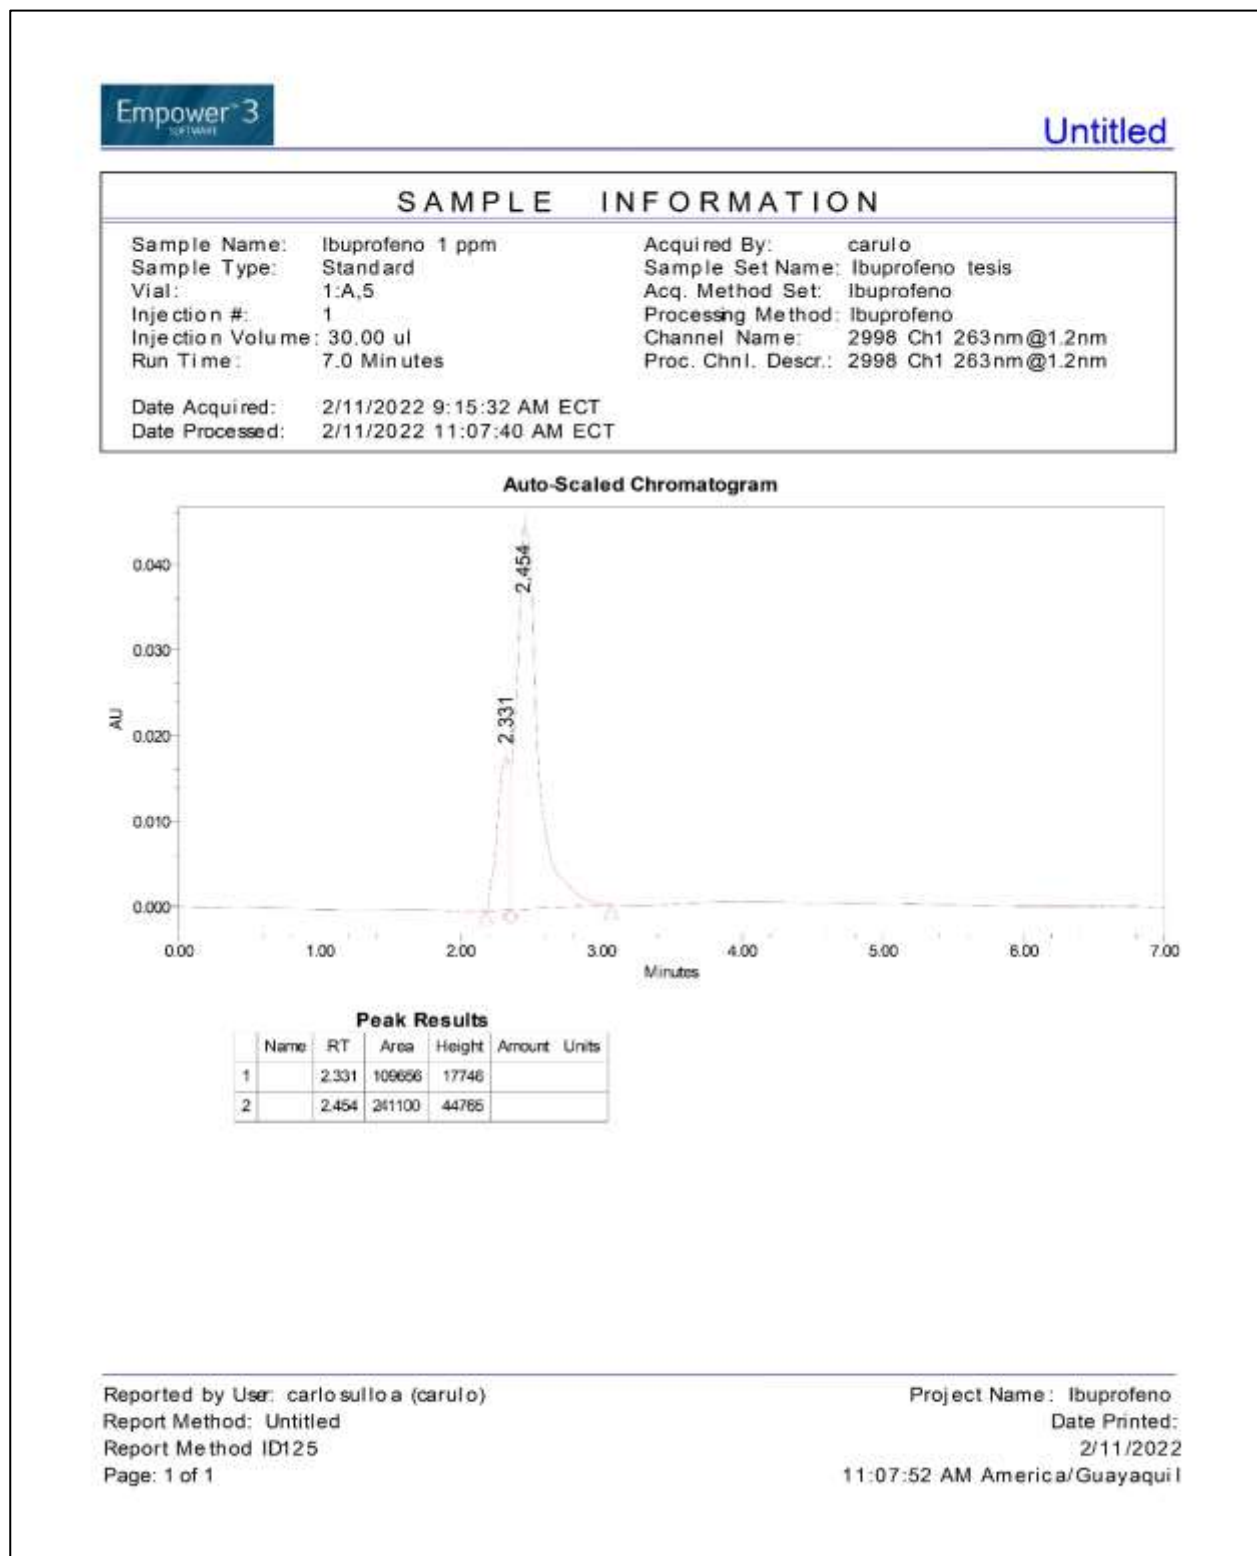 Empower™3
SOFTWARE
Untitled
SAMPLE INFORMATION
Sample Name: Ibuprofeno 1 ppm
Sample Type: Standard
Vial: 1:A,5
Injection #: 1
Injection Volume: 30.00 ul
Run Time: 7.0 Minutes
Date Acquired: 2/11/2022 9:15:32 AM ECT
Date Processed: 2/11/2022 11:07:40 AM ECT
Acquired By: carulo
Sample Set Name: Ibuprofeno tesis
Acq. Method Set: Ibuprofeno
Processing Method: Ibuprofeno
Channel Name: 2998 Ch1 263nm@1.2nm
Proc. Chnl. Descr.: 2998 Ch1 263nm@1.2nm
Auto-Scaled Chromatogram
AU
0.040
0.030
0.020
0.010
0.000
2.331
2.454
0.00 1.00 2.00 3.00 4.00 5.00 6.00 7.00
Minutes
Peak Results
Name RT Area Height Amount Units
1 2.331 109656 17746
2 2.454 241100 44765
Reported by User: carlosulloa (carulo)
Report Method: Untitled
Report Method ID125
Page: 1 of 1
Project Name: Ibuprofeno
Date Printed:
2/11/2022
11:07:52 AM America/Guayaquil